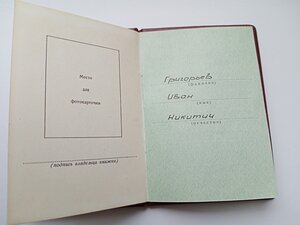 Место
для
фотокарточки
(подпись владельца книжки)
Григорьев
(фамилия)
Иван
(имя)
Никитич
(отчество)